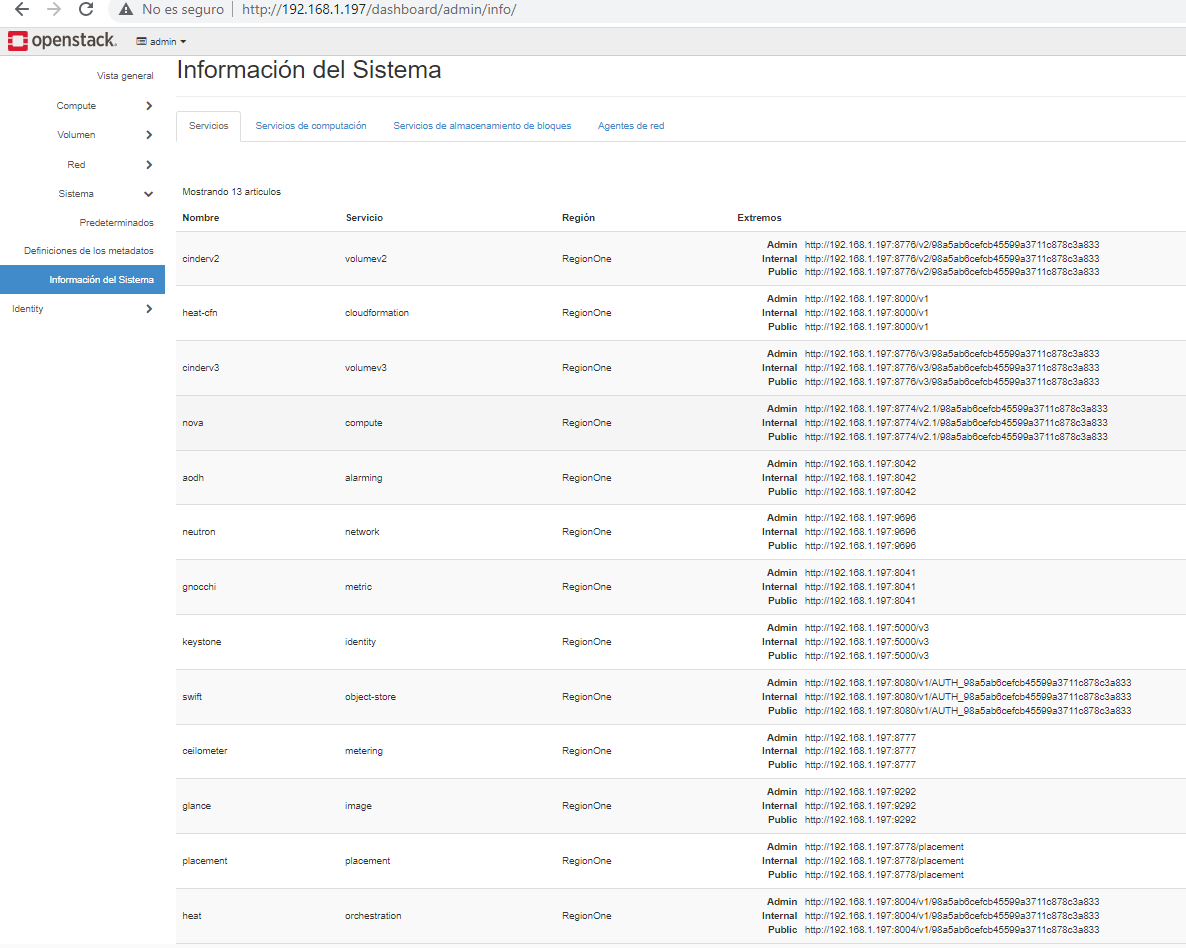 No es seguro http://192.168.1.197/dashboard/admin/info/
openstack. admin
Vista general
Compute
Volumen
Red
Sistema
Predeterminados
Definiciones de los metadatos
Información del Sistema
Identity
Información del Sistema
Servicios Servicios de computación Servicios de almacenamiento de bloques Agentes de red
Mostrando 13 articulos
Nombre Servicio Región Extremos
cinderv2 volumev2 RegionOne
Admin http://192.168.1.197:8776/v2/98a5ab6cefcb45599a3711c878c3a833
Internal http://192.168.1.197:8776/v2/98a5ab6cefcb45599a3711c878c3a833
Public http://192.168.1.197:8776/v2/98a5ab6cefcb45599a3711c878c3a833
heat-cfn cloudformation RegionOne
Admin http://192.168.1.197:8000/v1
Internal http://192.168.1.197:8000/v1
Public http://192.168.1.197:8000/v1
cinderv3 volumev3 RegionOne
Admin http://192.168.1.197:8776/v3/98a5ab6cefcb45599a3711c878c3a833
Internal http://192.168.1.197:8776/v3/98a5ab6cefcb45599a3711c878c3a833
Public http://192.168.1.197:8776/v3/98a5ab6cefcb45599a3711c878c3a833
nova compute RegionOne
Admin http://192.168.1.197:8774/v2.1/98a5ab6cefcb45599a3711c878c3a833
Internal http://192.168.1.197:8774/v2.1/98a5ab6cefcb45599a3711c878c3a833
Public http://192.168.1.197:8774/v2.1/98a5ab6cefcb45599a3711c878c3a833
aodh alarming RegionOne
Admin http://192.168.1.197:8042
Internal http://192.168.1.197:8042
Public http://192.168.1.197:8042
neutron network RegionOne
Admin http://192.168.1.197:9696
Internal http://192.168.1.197:9696
Public http://192.168.1.197:9696
gnocchi metric RegionOne
Admin http://192.168.1.197:8041
Internal http://192.168.1.197:8041
Public http://192.168.1.197:8041
keystone identity RegionOne
Admin http://192.168.1.197:5000/v3
Internal http://192.168.1.197:5000/v3
Public http://192.168.1.197:5000/v3
swift object-store RegionOne
Admin http://192.168.1.197:8080/v1/AUTH_98a5ab6cefcb45599a3711c878c3a833
Internal http://192.168.1.197:8080/v1/AUTH_98a5ab6cefcb45599a3711c878c3a833
Public http://192.168.1.197:8080/v1/AUTH_98a5ab6cefcb45599a3711c878c3a833
ceilometer metering RegionOne
Admin http://192.168.1.197:8777
Internal http://192.168.1.197:8777
Public http://192.168.1.197:8777
glance image RegionOne
Admin http://192.168.1.197:9292
Internal http://192.168.1.197:9292
Public http://192.168.1.197:9292
placement placement RegionOne
Admin http://192.168.1.197:8778/placement
Internal http://192.168.1.197:8778/placement
Public http://192.168.1.197:8778/placement
heat orchestration RegionOne
Admin http://192.168.1.197:8004/v1/98a5ab6cefcb45599a3711c878c3a833
Internal http://192.168.1.197:8004/v1/98a5ab6cefcb45599a3711c878c3a833
Public http://192.168.1.197:8004/v1/98a5ab6cefcb45599a3711c878c3a833